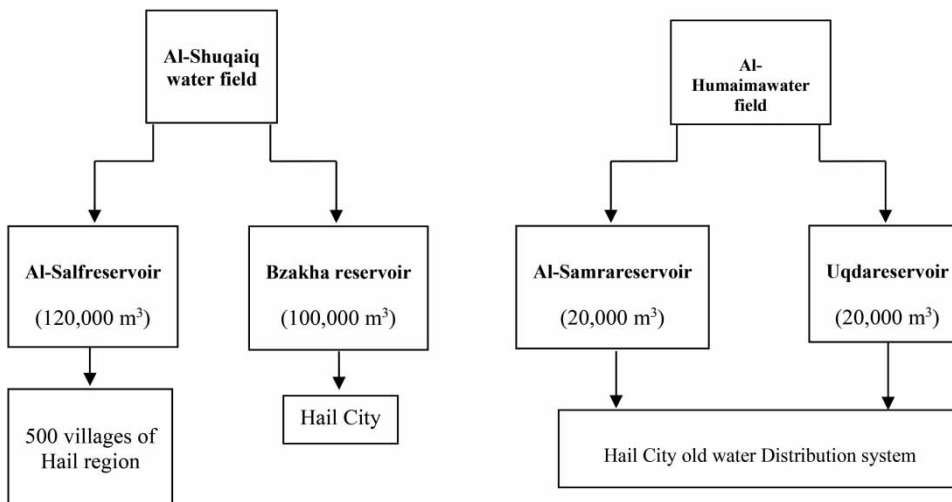 Al-Shuqaiq
water field
Al-
Humaimawater
field
Al-Salfreservoir
(120,000 m³)
Bzakha reservoir
(100,000 m³)
Al-Samrareservoir
(20,000 m³)
Uqdareservoir
(20,000 m³)
500 villages of
Hail region
Hail City
Hail City old water Distribution system